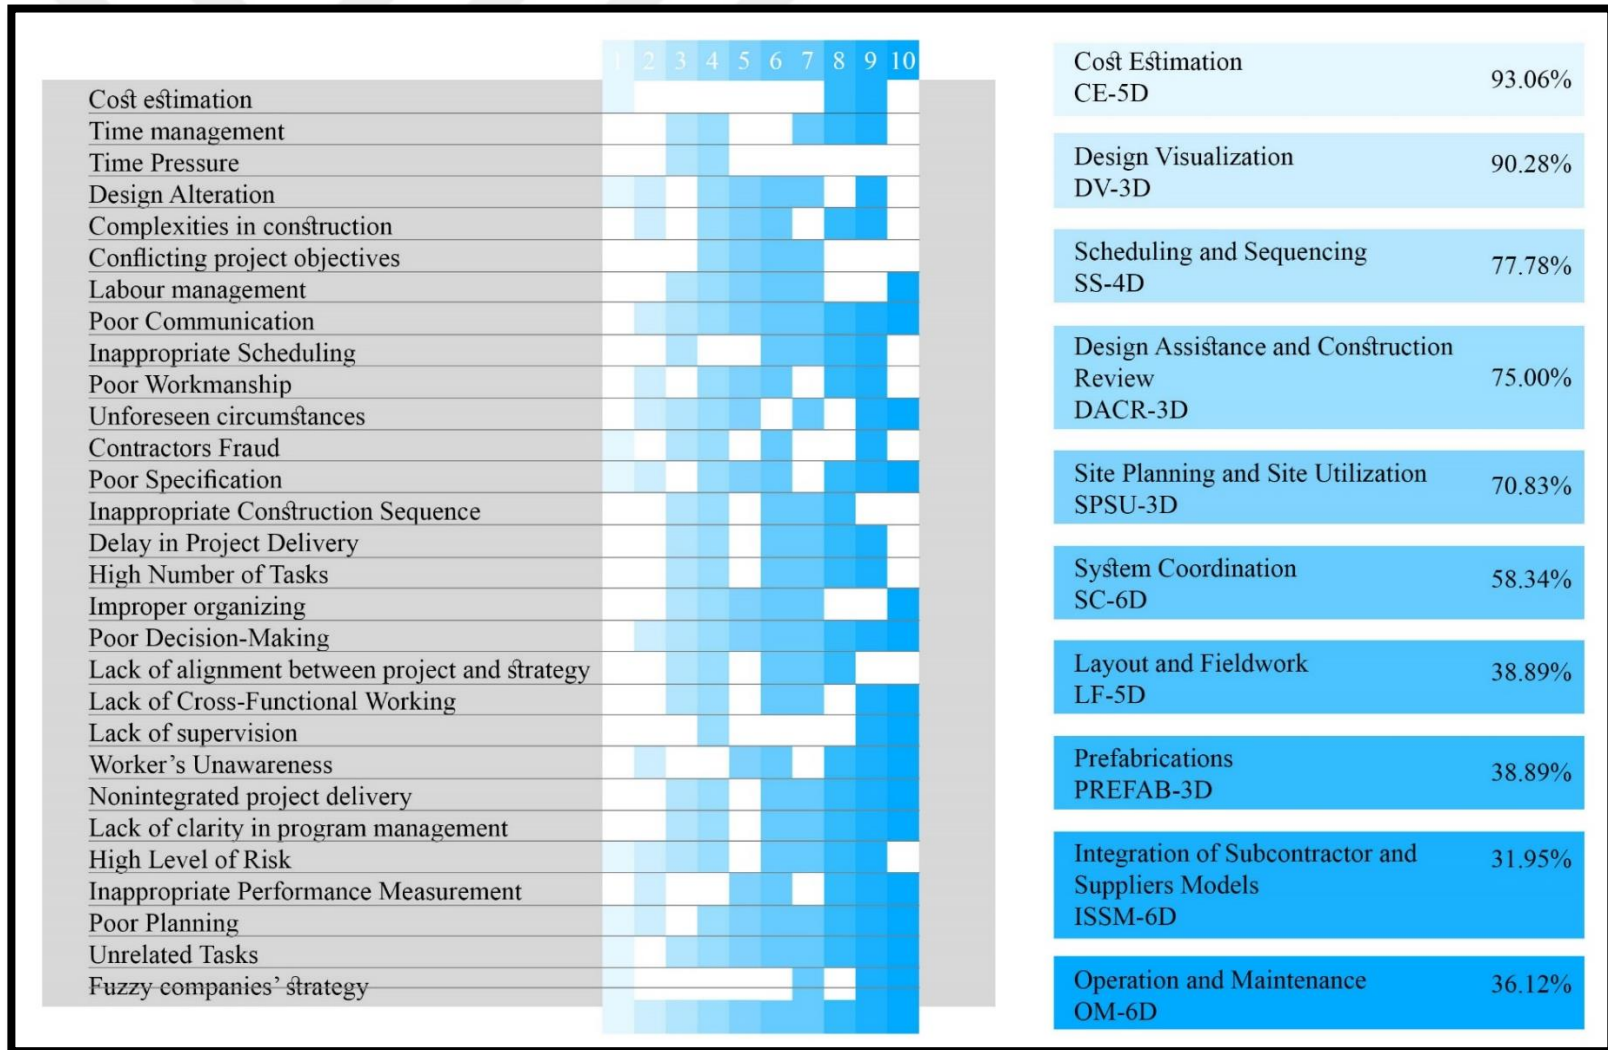 1 2 3 4 5 6 7 8 9 10
Cost estimation
Time management
Time Pressure
Design Alteration
Complexities in construction
Conflicting project objectives
Labour management
Poor Communication
Inappropriate Scheduling
Poor Workmanship
Unforeseen circumstances
Contractors Fraud
Poor Specification
Inappropriate Construction Sequence
Delay in Project Delivery
High Number of Tasks
Improper organizing
Poor Decision-Making
Lack of alignment between project and strategy
Lack of Cross-Functional Working
Lack of supervision
Worker’s Unawareness
Nonintegrated project delivery
Lack of clarity in program management
High Level of Risk
Inappropriate Performance Measurement
Poor Planning
Unrelated Tasks
Fuzzy companies’ strategy
Cost Estimation
CE-5D
93.06%
Design Visualization
DV-3D
90.28%
Scheduling and Sequencing
SS-4D
77.78%
Design Assistance and Construction
Review
DACR-3D
75.00%
Site Planning and Site Utilization
SPSU-3D
70.83%
System Coordination
SC-6D
58.34%
Layout and Fieldwork
LF-5D
38.89%
Prefabrications
PREFAB-3D
38.89%
Integration of Subcontractor and
Suppliers Models
ISSM-6D
31.95%
Operation and Maintenance
OM-6D
36.12%